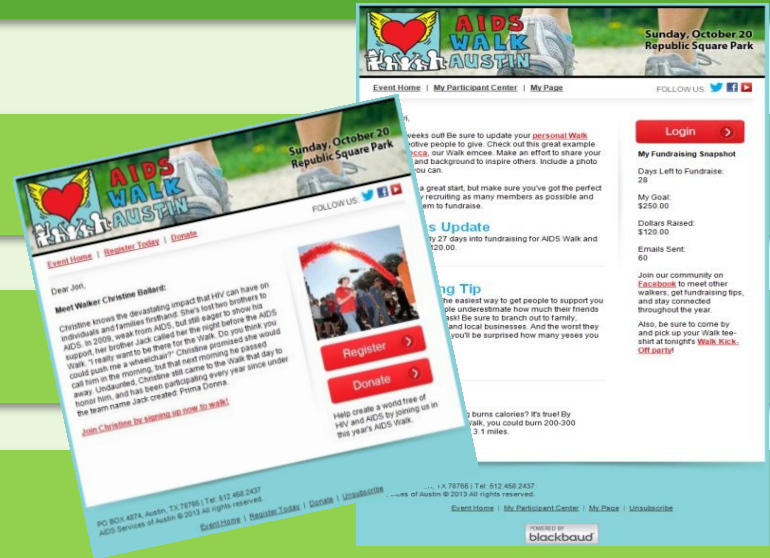 AIDS
WALK
AUSTIN
Sunday, October 20
Republic Square Park
FOLLOW US:
Event Home | Register Today | Donate
Dear Jori,
Meet Walker Christine Ballard:
Christine knows the devastating impact that HIV can have on
individuals and families firsthand. She's lost two brothers to
AIDS. In 2009, weak from AIDS, but still eager to show his
support, her brother Jack called her the night before the AIDS
Walk. "I really want to be there for the Walk. Do you think you
could push me a wheelchair?" Christine promised she would
call him in the morning, but that next morning he passed
away. Undaunted, Christine still came to the Walk that day to
honor him, and has been participating every year since under
the team name Jack created: Prima Donna.
Join Christine by signing up now to walk!
Register
Donate
Help create a world free of
HIV and AIDS by joining us in
this year's AIDS Walk.
PO BOX 4874, Austin, TX 78765 | Tel: 512.458.2437
AIDS Services of Austin © 2013 All rights reserved.
Event Home | Register Today | Donate | Unsubscribe
AIDS
WALK
AUSTIN
Sunday, October 20
Republic Square Park
Event Home | My Participant Center | My Page
FOLLOW US:
weeks out! Be sure to update your personal Walk
people to give. Check out this great example
our Walk emcee. Make an effort to share your
and background to inspire others. Include a photo
you can.
a great start, but make sure you've got the perfect
recruiting as many members as possible and
to fundraise.
Update
27 days into fundraising for AIDS Walk and
120.00.
Tip
the easiest way to get people to support you
underestimate how much their friends
ask! Be sure to branch out to family,
and local businesses. And the worst they
you'll be surprised how many yeses you
burns calories? It's true! By
you could burn 200-300
3.1 miles.
Login
My Fundraising Snapshot
Days Left to Fundraise:
28
My Goal:
$250.00
Dollars Raised:
$120.00
Emails Sent:
60
Join our community on
Facebook to meet other
walkers, get fundraising tips,
and stay connected
throughout the year.
Also, be sure to come by
and pick up your Walk tee-
shirt at tonight's Walk Kick-
Off party!
TX 78765 | Tel: 512.458.2437
of Austin © 2013 All rights reserved.
Event Home | My Participant Center | My Page | Unsubscribe
POWERED BY
blackbaud